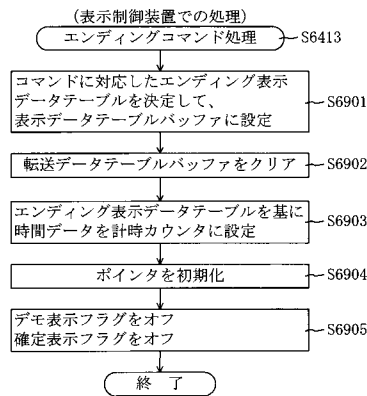 (表示制御装置での処理)
エンディングコマンド処理
S6413
コマンドに対応したエンディング表示
データテーブルを決定して、
表示データテーブルバッファに設定
S6901
転送データテーブルバッファをクリア
S6902
エンディング表示データテーブルを基に
時間データを計時カウンタに設定
S6903
ポインタを初期化
S6904
デモ表示フラグをオフ
確定表示フラグをオフ
S6905
終 了